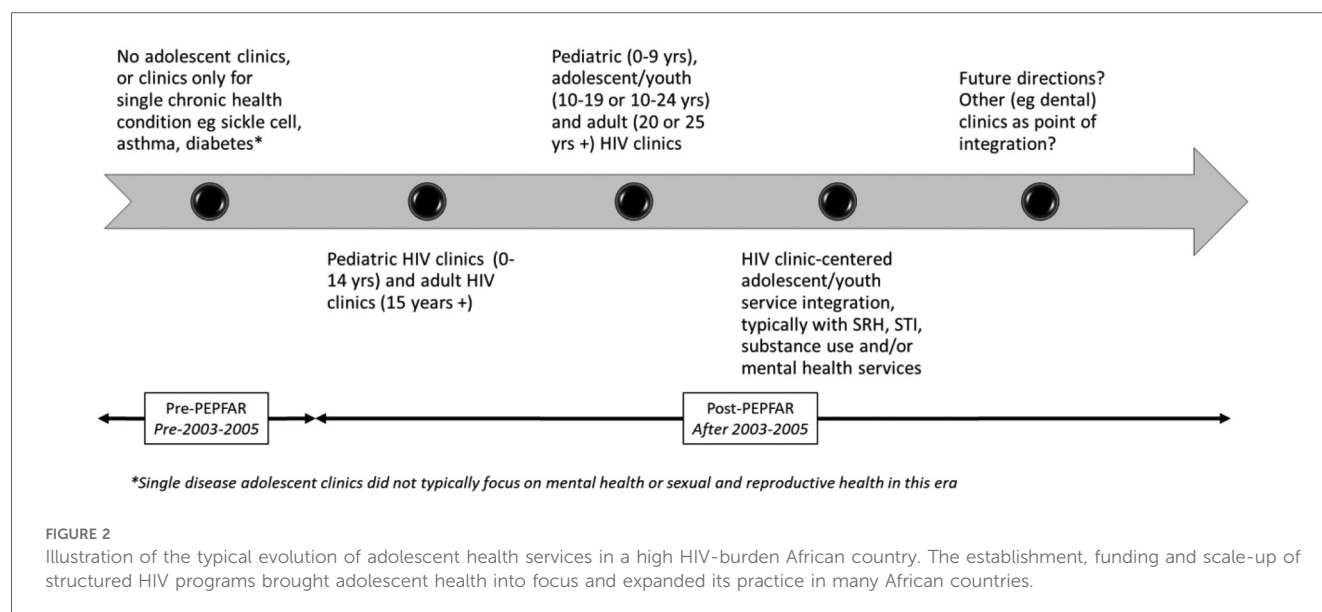 No adolescent clinics,
or clinics only for
single chronic health
condition eg sickle cell,
asthma, diabetes*
Pediatric (0-9 yrs),
adolescent/youth
(10-19 or 10-24 yrs)
and adult (20 or 25
yrs +) HIV clinics
Future directions?
Other (eg dental)
clinics as point of
integration?
Pediatric HIV clinics (0-
14 yrs) and adult HIV
clinics (15 years +)
HIV clinic-centered
adolescent/youth
service integration,
typically with SRH, STI,
substance use and/or
mental health services
Pre-PEPFAR
Pre-2003-2005
Post-PEPFAR
After 2003-2005
*Single disease adolescent clinics did not typically focus on mental health or sexual and reproductive health in this era
FIGURE 2
Illustration of the typical evolution of adolescent health services in a high HIV-burden African country. The establishment, funding and scale-up of
structured HIV programs brought adolescent health into focus and expanded its practice in many African countries.